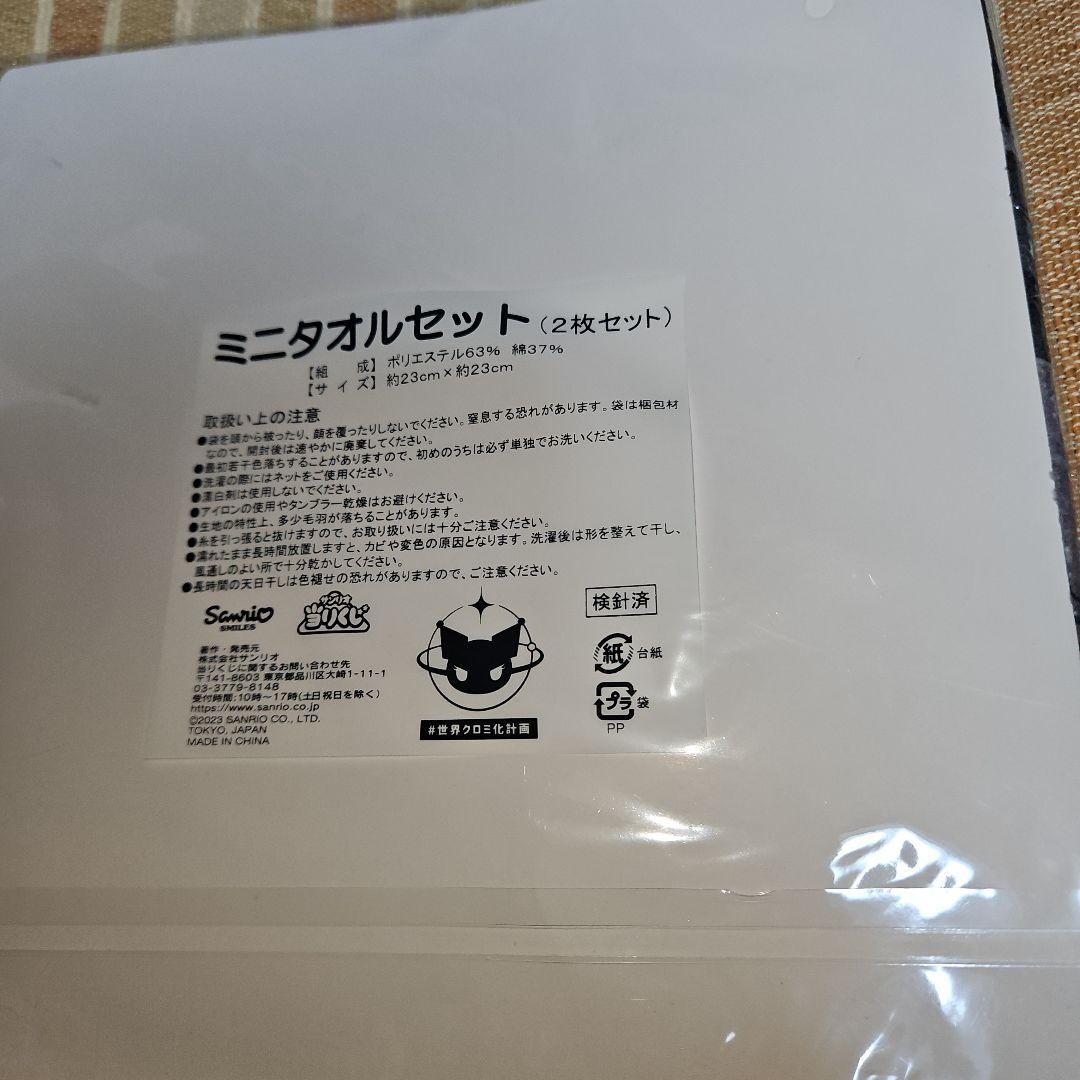 ミニタオルセット(2枚セット)
【組　成】ポリエステル63% 綿37%
【サイズ】約23cm×約23cm
取扱い上の注意
●袋を頭から被ったり、顔を覆ったりしないでください。窒息する恐れがあります。袋は梱包材
なので、開封後は速やかに廃棄してください。
●最初若干色落ちすることがありますので、初めのうちは必ず単独でお洗いください。
●洗濯の際にはネットをご使用ください。
●漂白剤は使用しないでください。
●アイロンの使用やタンブラー乾燥はお避けください。
●生地の特性上、多少毛羽が落ちることがあります。
●糸を引っ張ると抜けますので、お取り扱いには十分ご注意ください。
●濡れたまま長時間放置しますと、カビや変色の原因となります。洗濯後は形を整えて干し、
風通しのよい所で十分乾かしてください。
●長時間の天日干しは色褪せの恐れがありますので、ご注意ください。
Sanrio
SMILES
サンリオ
当りくじ
検針済
著作・発売元
株式会社サンリオ
当りくじに関するお問い合わせ先
〒141-8603 東京都品川区大崎1-11-1
03-3779-8148
受付時間:10時~17時(土日祝日を除く)
https://www.sanrio.co.jp
©2023 SANRIO CO., LTD.
TOKYO, JAPAN
MADE IN CHINA
#世界クロミ化計画
紙 台紙
プラ 袋
PP